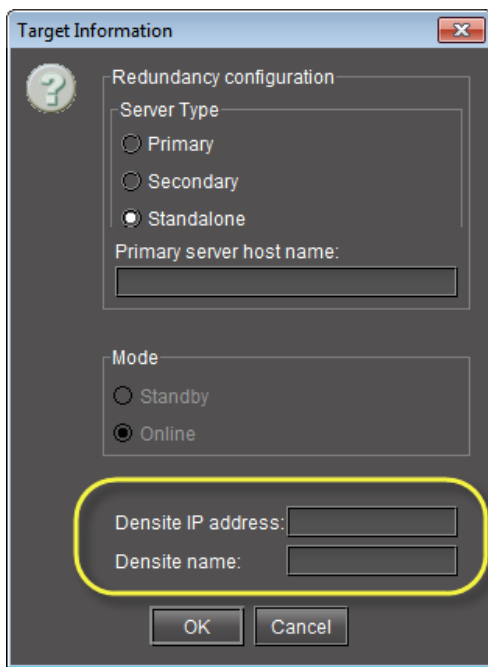 Target Information
Redundancy configuration
Server Type
Primary
Secondary
Standalone
Primary server host name:
Mode
Standby
Online
Densite IP address:
Densite name:
OK
Cancel